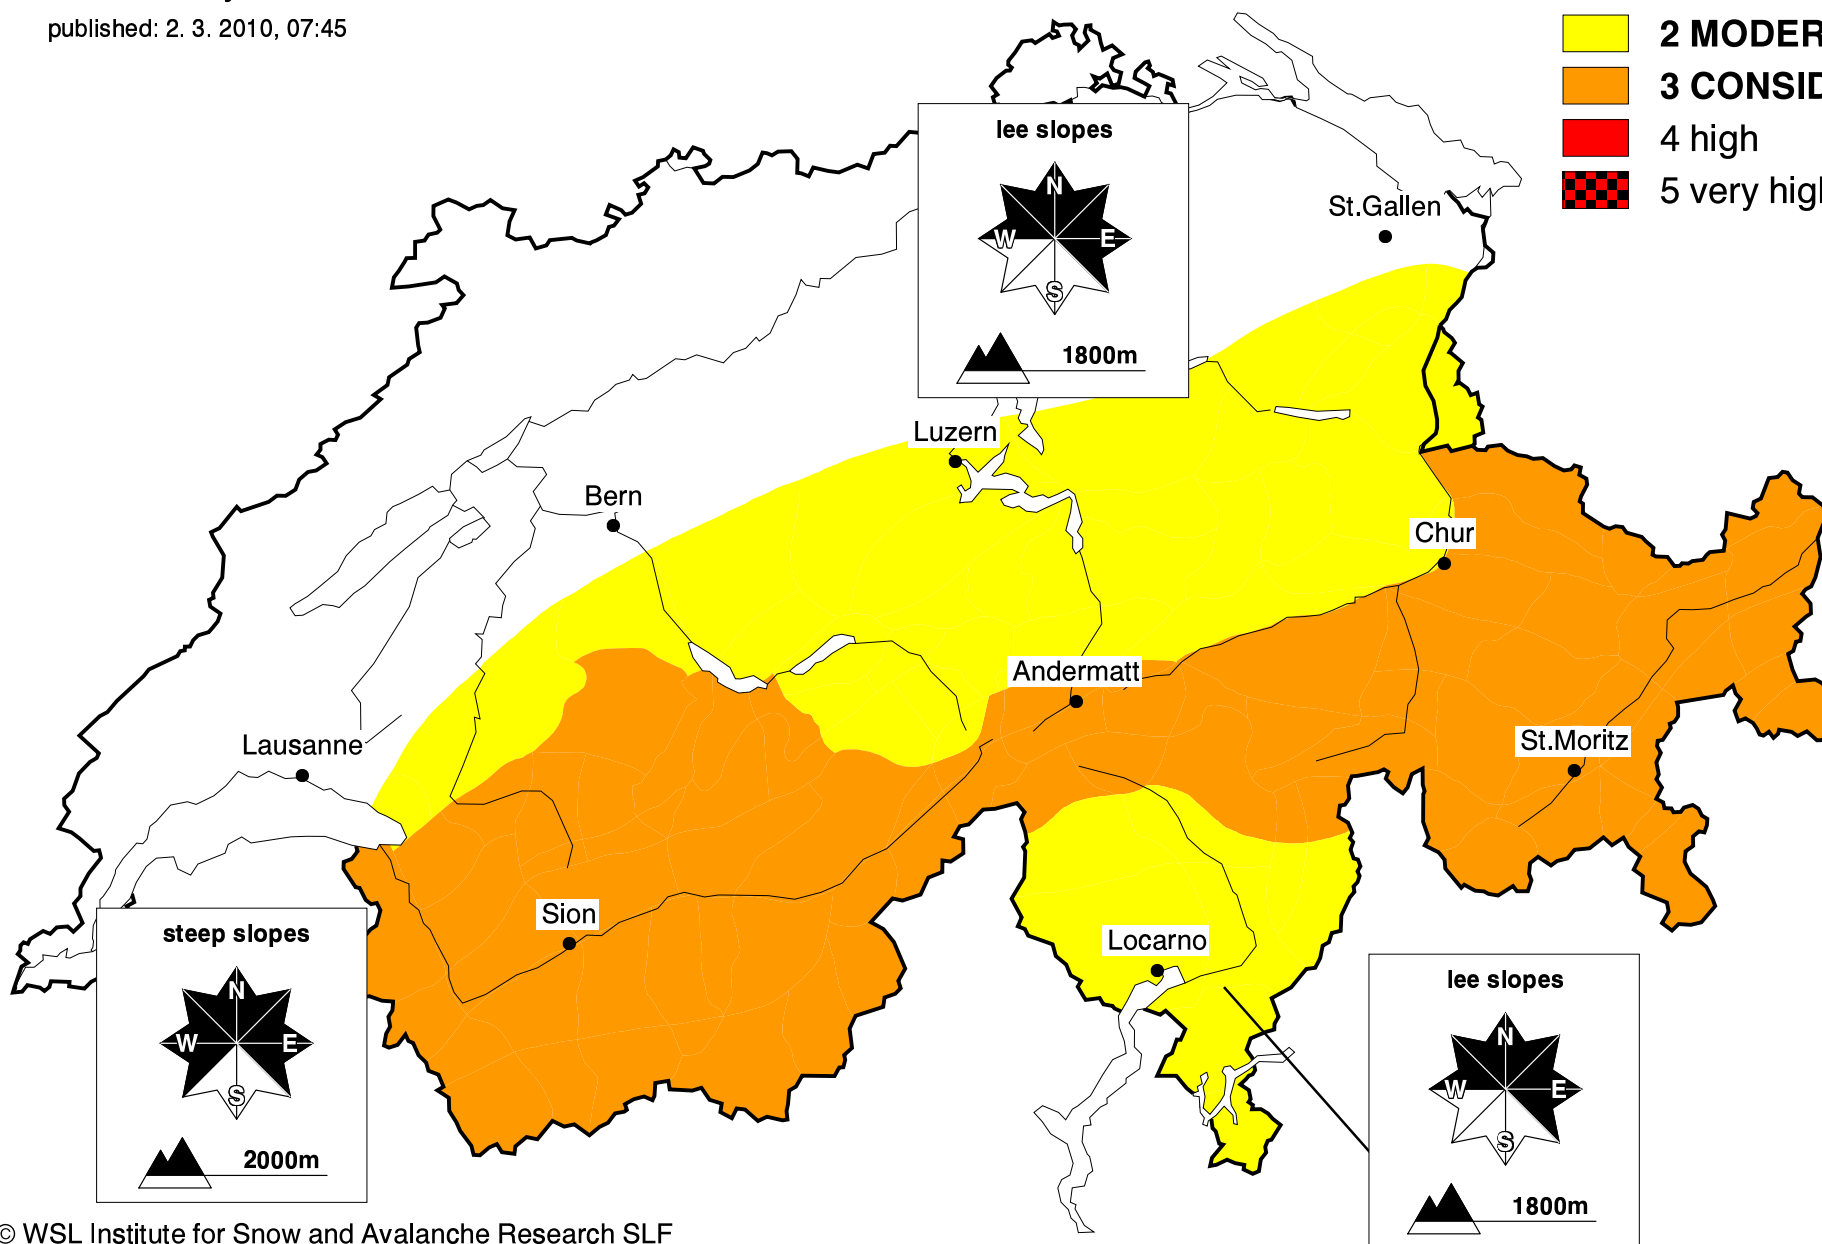 published: 2. 3. 2010, 07:45
2 MODER
3 CONSID
4 high
5 very hig
lee slopes
N
W E
S
1800m
St.Gallen
Luzern
Bern
Chur
Andermatt
Lausanne
St.Moritz
Sion
Locarno
steep slopes
N
W E
S
2000m
lee slopes
N
W E
S
1800m
© WSL Institute for Snow and Avalanche Research SLF